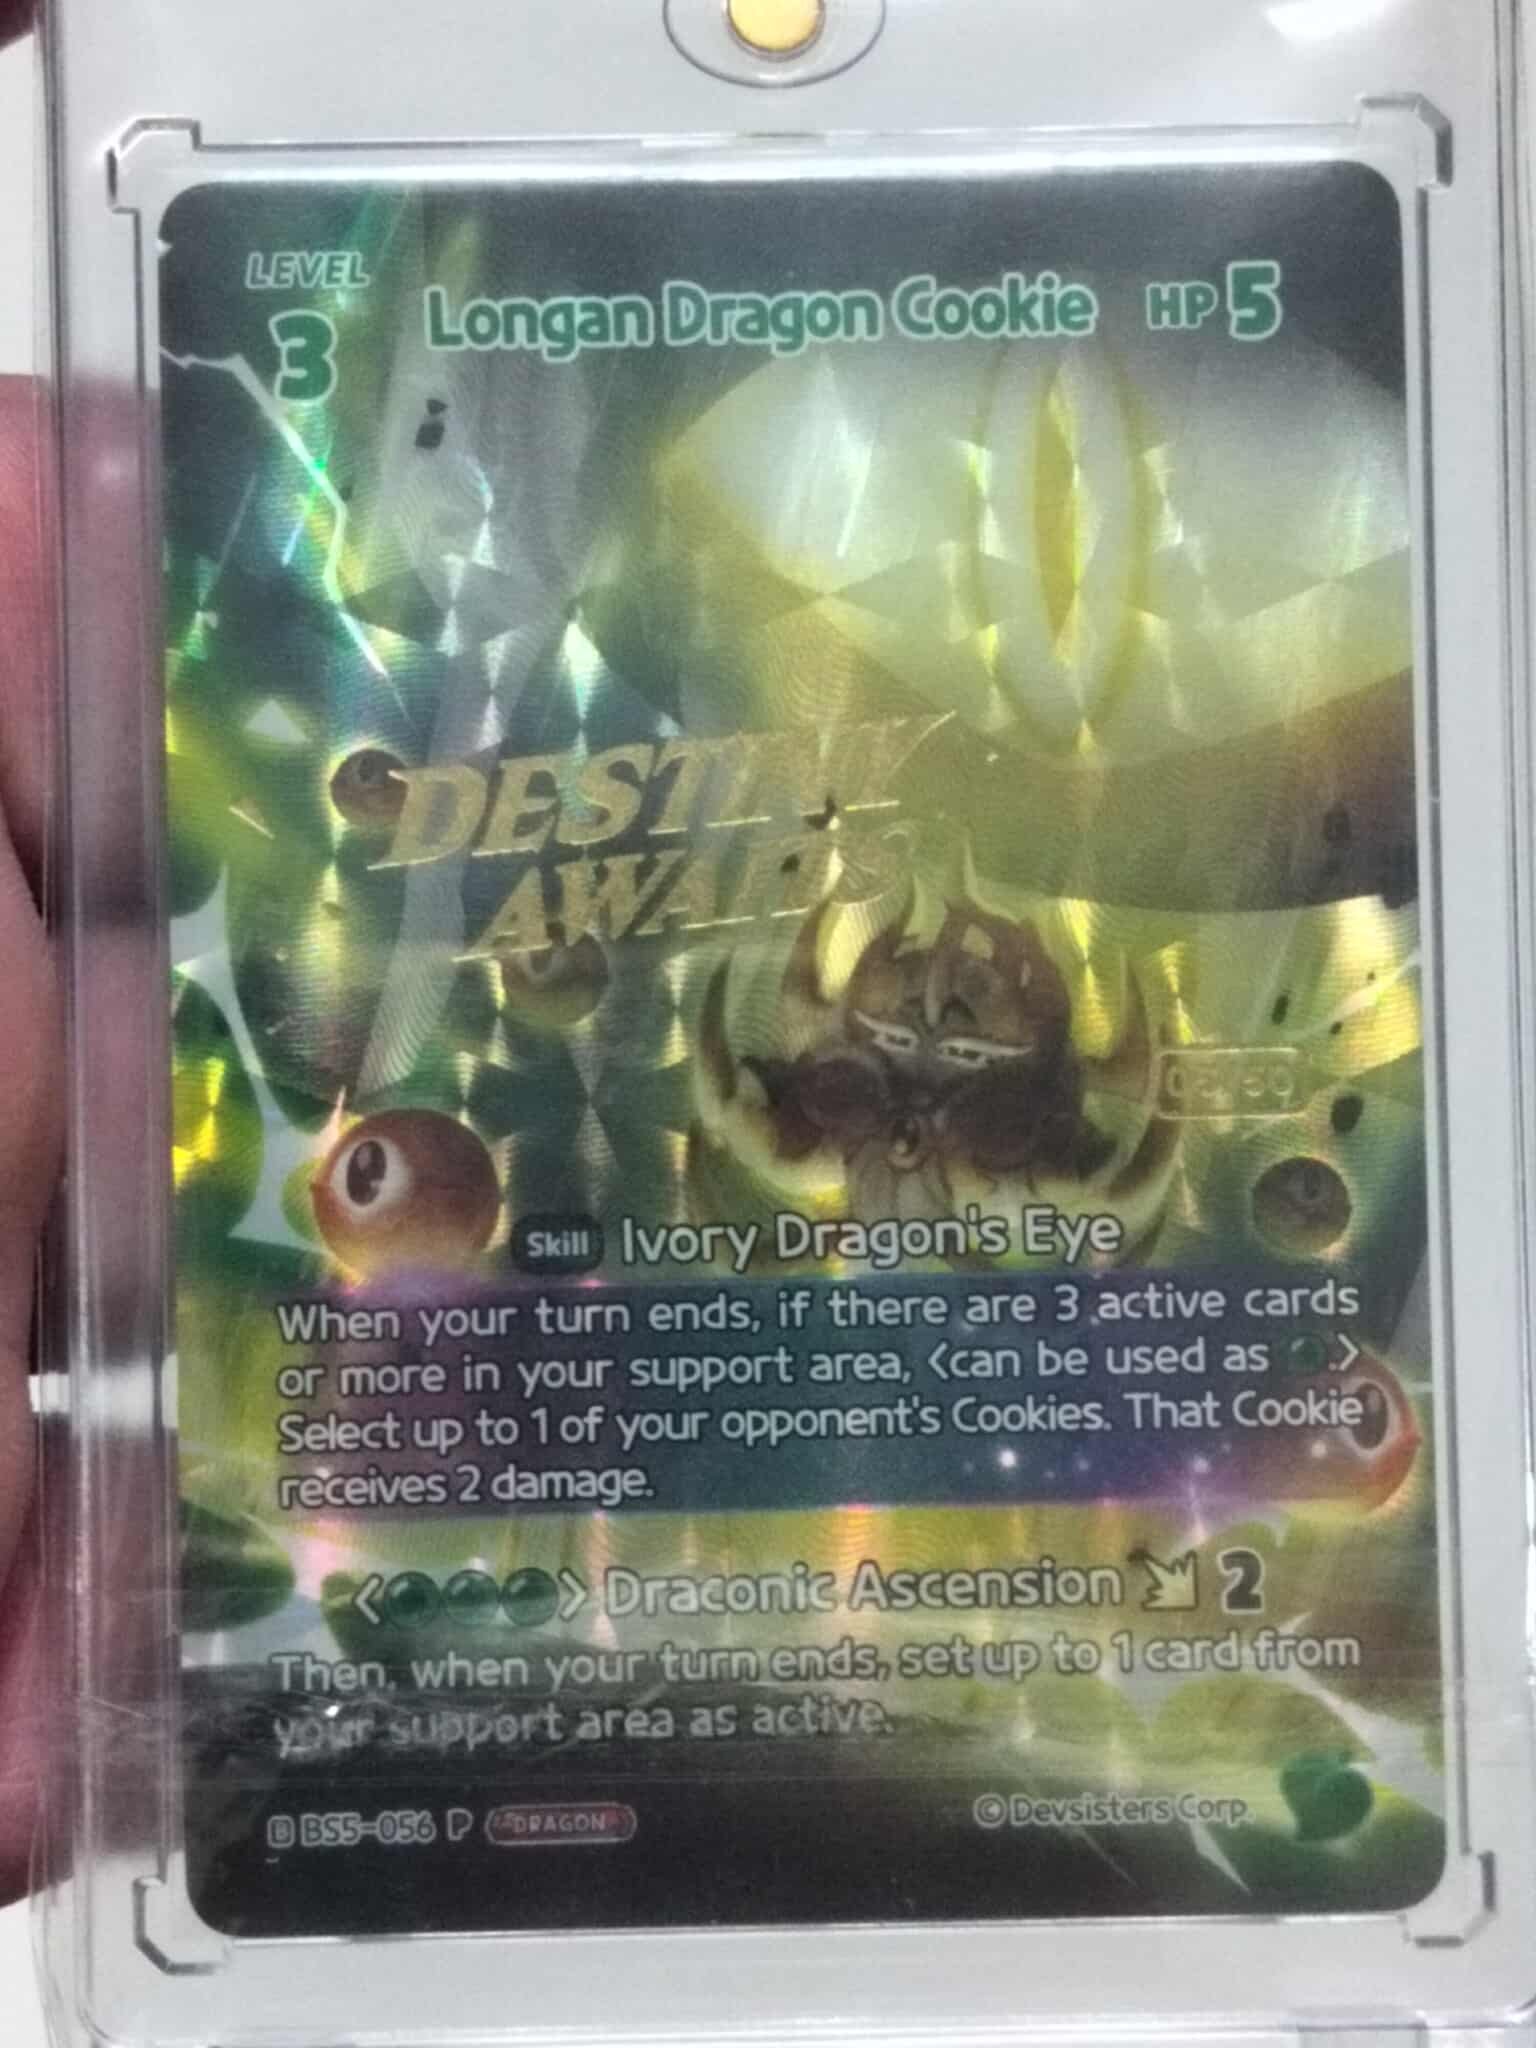 LEVEL
3
Longan Dragon Cookie HP 5
DESTINY
AWARDS
Skill Ivory Dragon's Eye
When your turn ends, if there are 3 active cards
or more in your support area, <can be used as .>
Select up to 1 of your opponent's Cookies. That Cookie
receives 2 damage.
< > Draconic Ascension 2
Then, when your turn ends, set up to 1 card from
your support area as active.
BS5-056 P DRAGON
© Devsisters Corp.